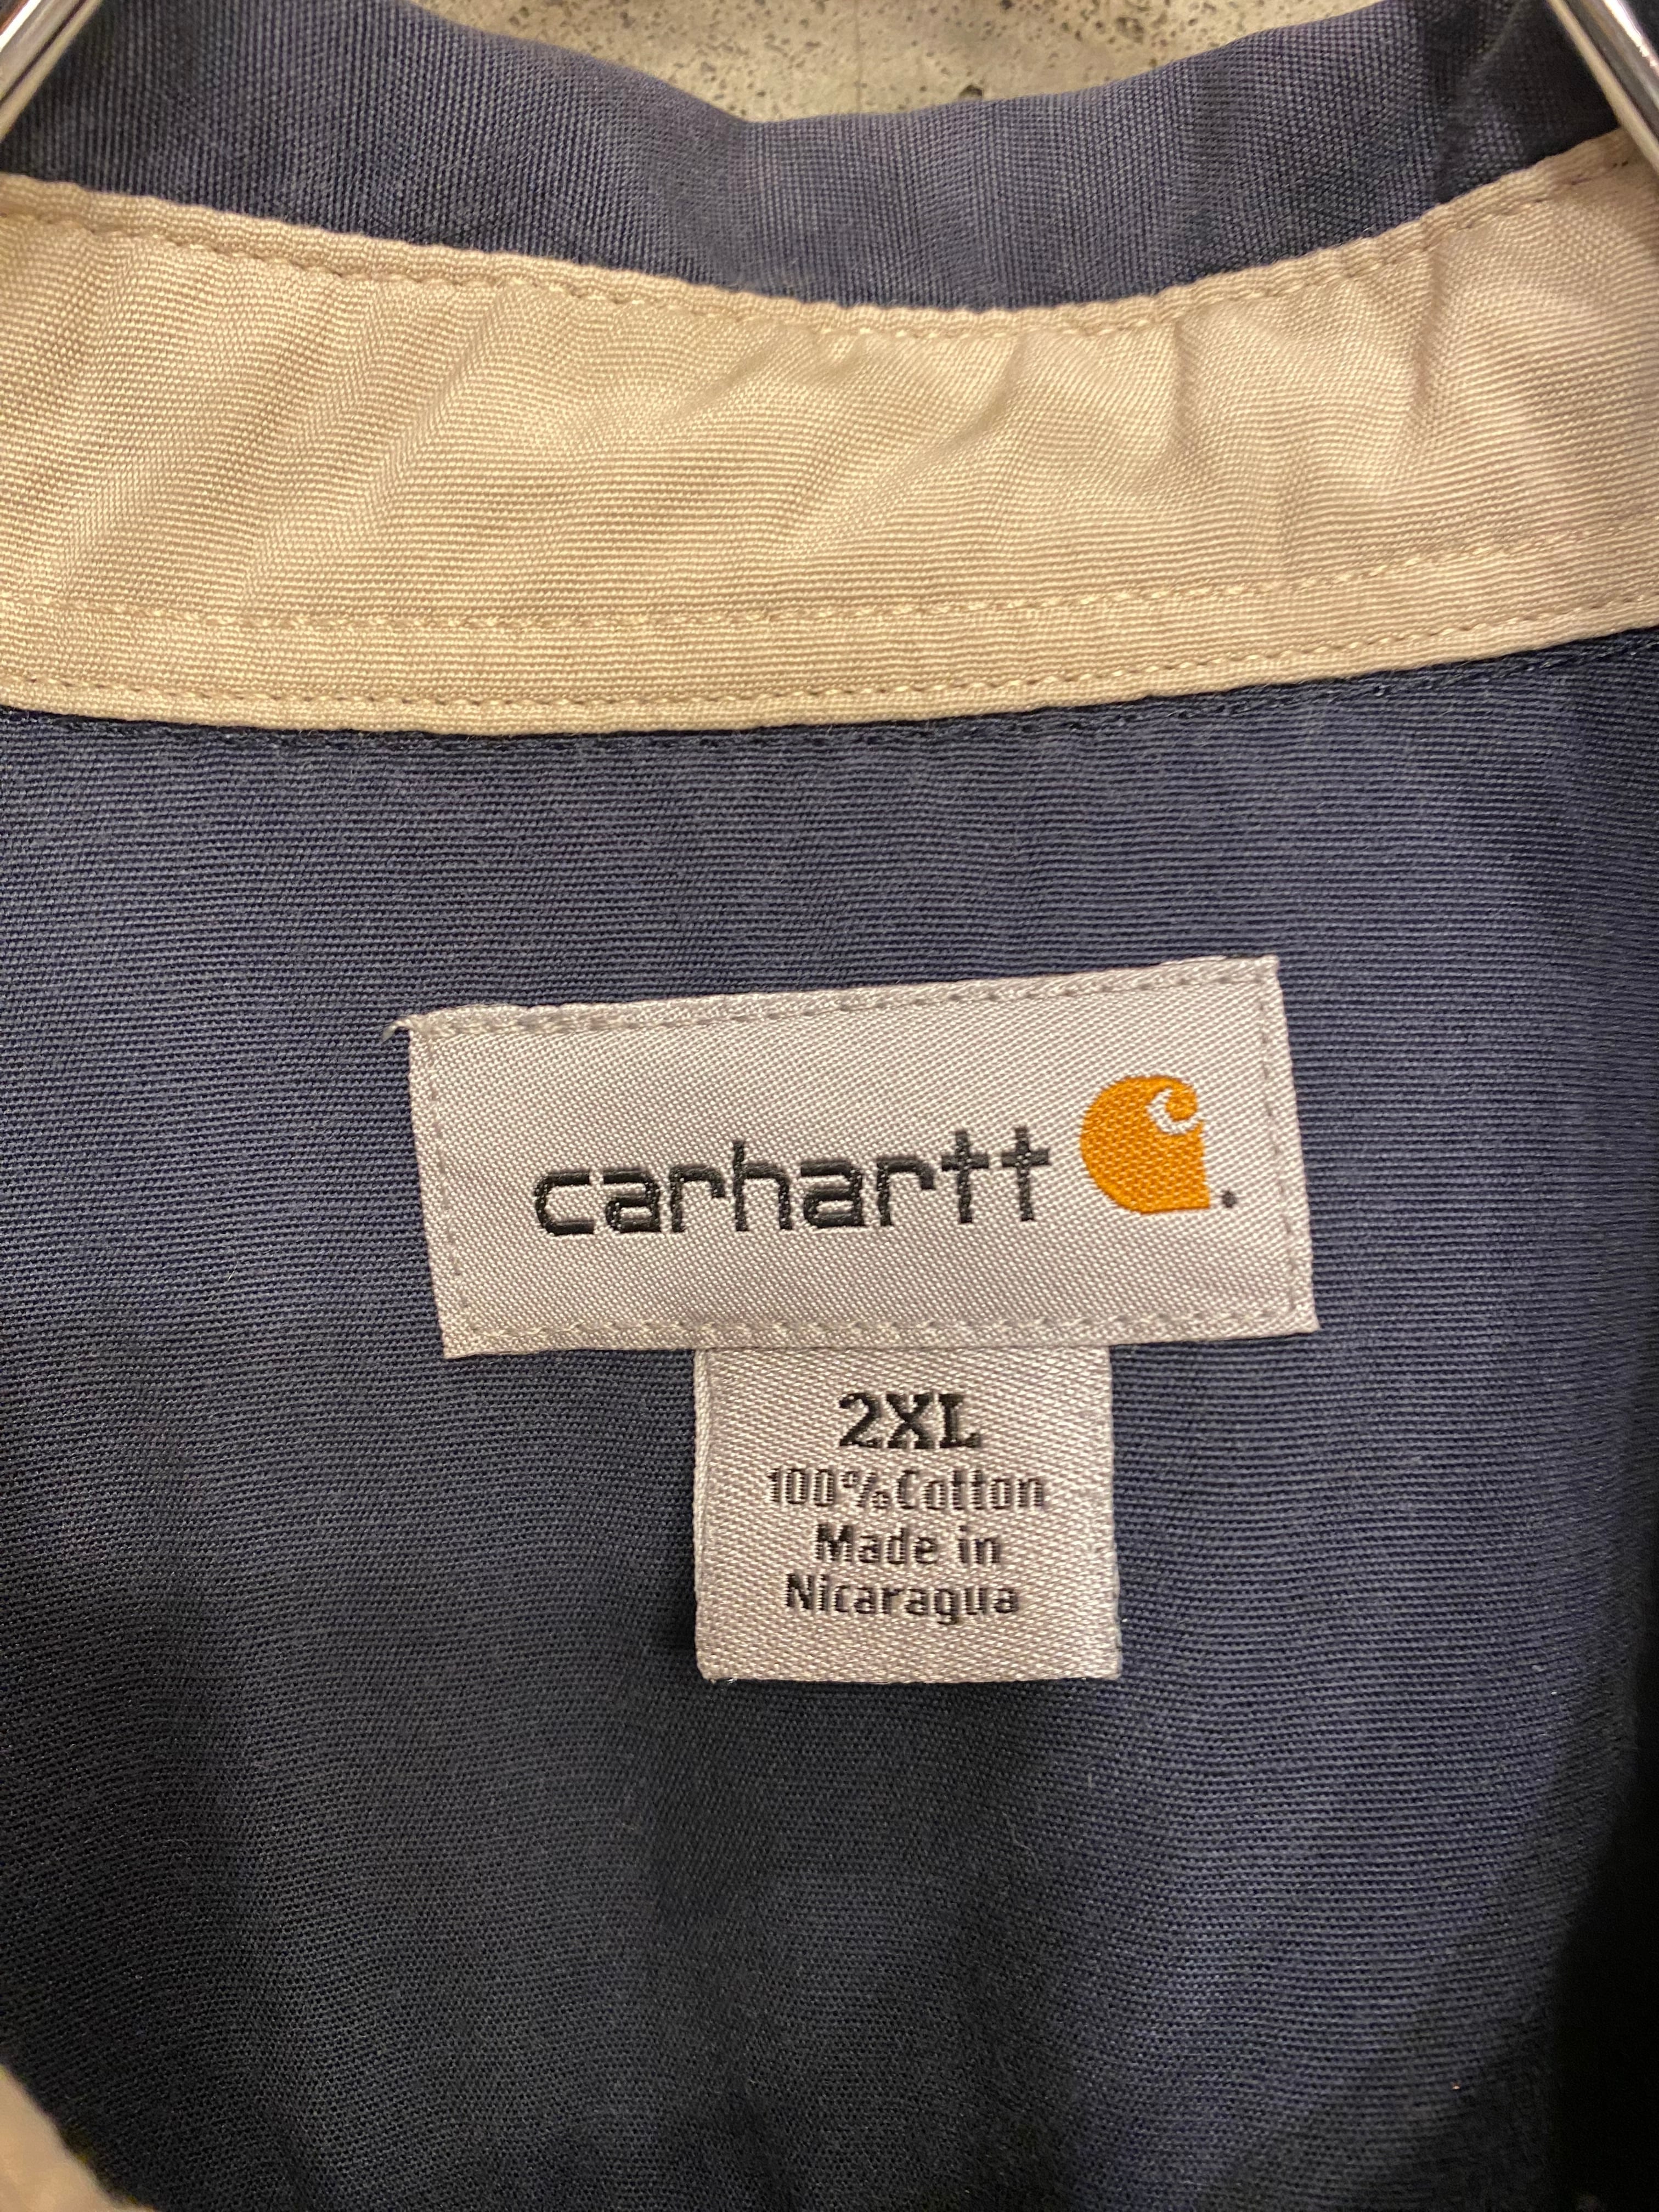 carhartt
2XL
100%Cotton
Made in
Nicaragua